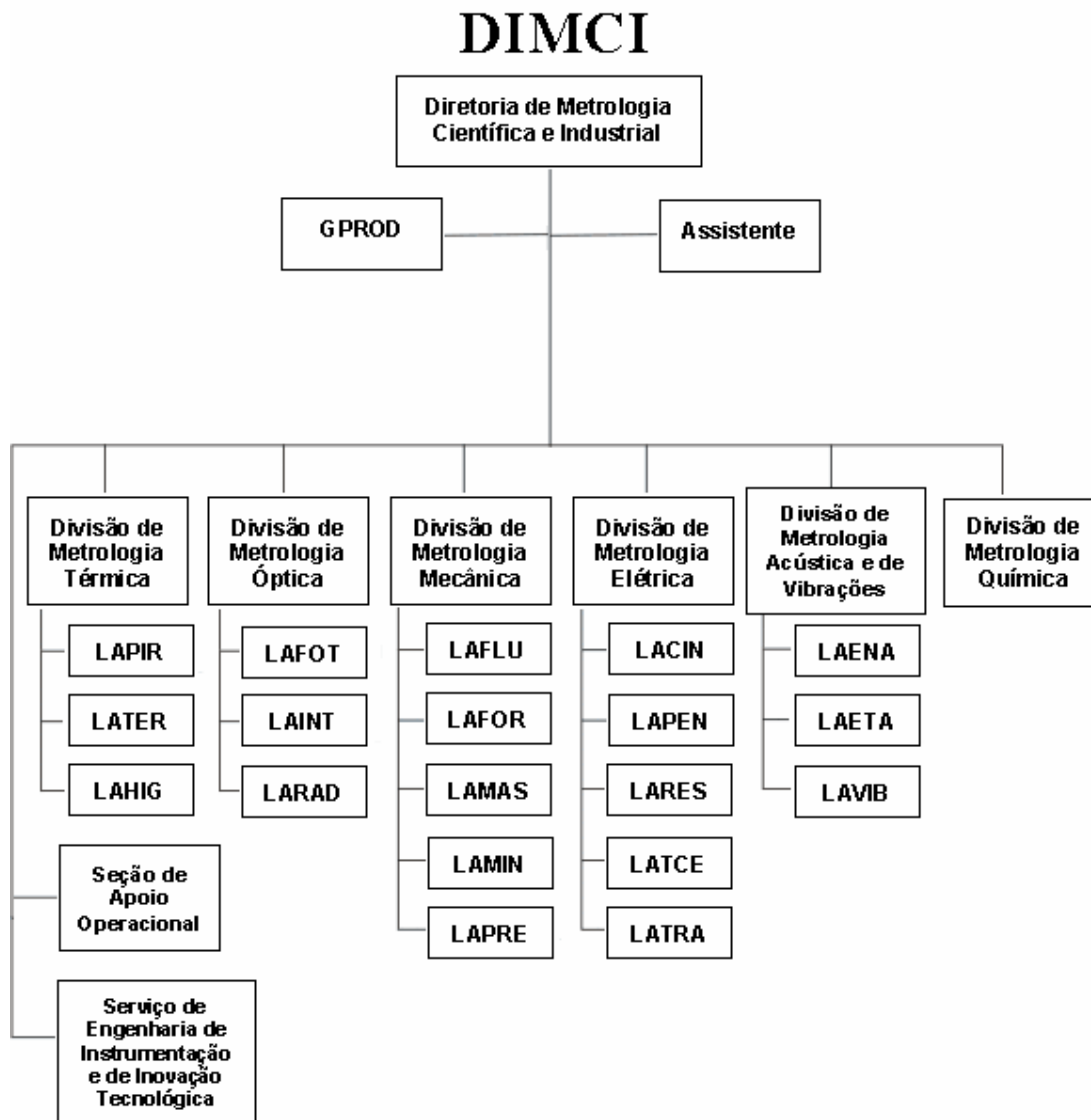 DIMCI
Diretoria de Metrologia
Científica e Industrial
GPROD
Assistente
Divisão de
Metrologia
Térmica
Divisão de
Metrologia
Óptica
Divisão de
Metrologia
Mecânica
Divisão de
Metrologia
Elétrica
Divisão de
Metrologia
Acústica e de
Vibrações
Divisão de
Metrologia
Química
LAPIR
LATER
LAHIG
LAFOT
LAINT
LARAD
LAFLU
LAFOR
LAMAS
LAMIN
LAPRE
LACIN
LAPEN
LARES
LATCE
LATRA
LAENA
LAETA
LAVIB
Seção de
Apoio
Operacional
Serviço de
Engenharia de
Instrumentação
e de Inovação
Tecnológica